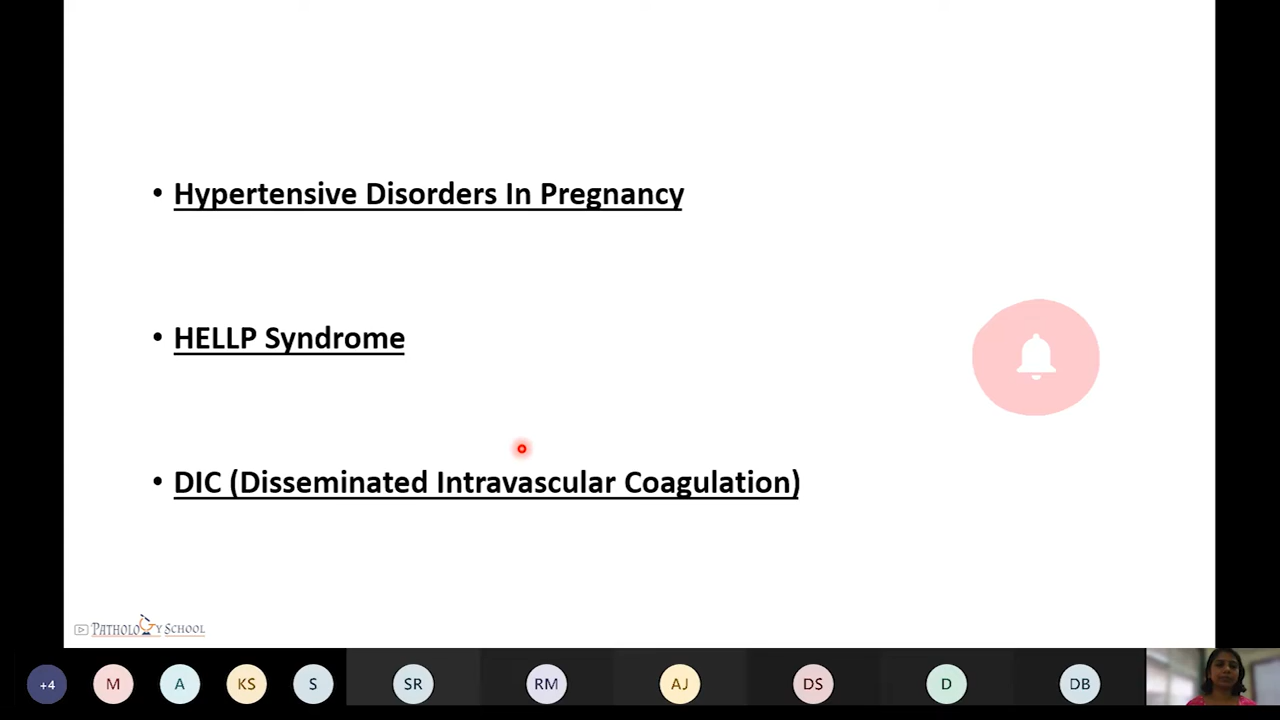 • Hypertensive Disorders In Pregnancy
• HELLP Syndrome
• DIC (Disseminated Intravascular Coagulation)
PATHOLOGY SCHOOL
+4 M A KS S SR RM AJ DS D DB